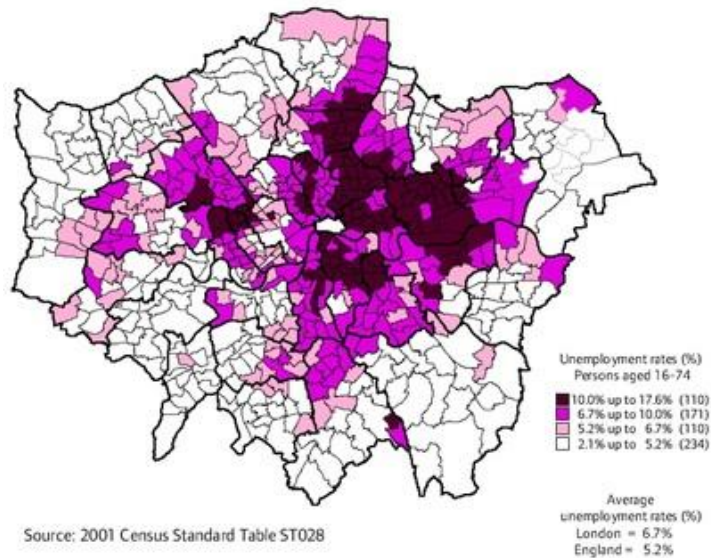 Unemployment rates (%)
Persons aged 16-74
10.0% up to 17.6% (110)
6.7% up to 10.0% (171)
5.2% up to 6.7% (110)
2.1% up to 5.2% (234)
Average
unemployment rates (%)
London = 6.7%
England = 5.2%
Source: 2001 Census Standard Table ST028